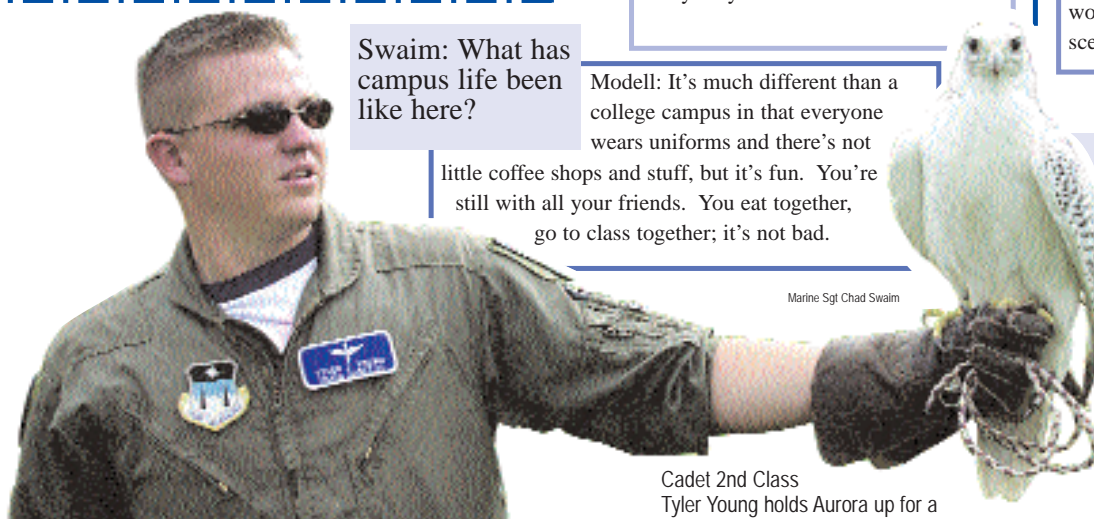 Swaim: What has
campus life been
like here?
Modell: It's much different than a
college campus in that everyone
wears uniforms and there's not
little coffee shops and stuff, but it's fun. You're
still with all your friends. You eat together,
go to class together; it's not bad.
Marine Sgt Chad Swaim
Cadet 2nd Class
Tyler Young holds Aurora up for a